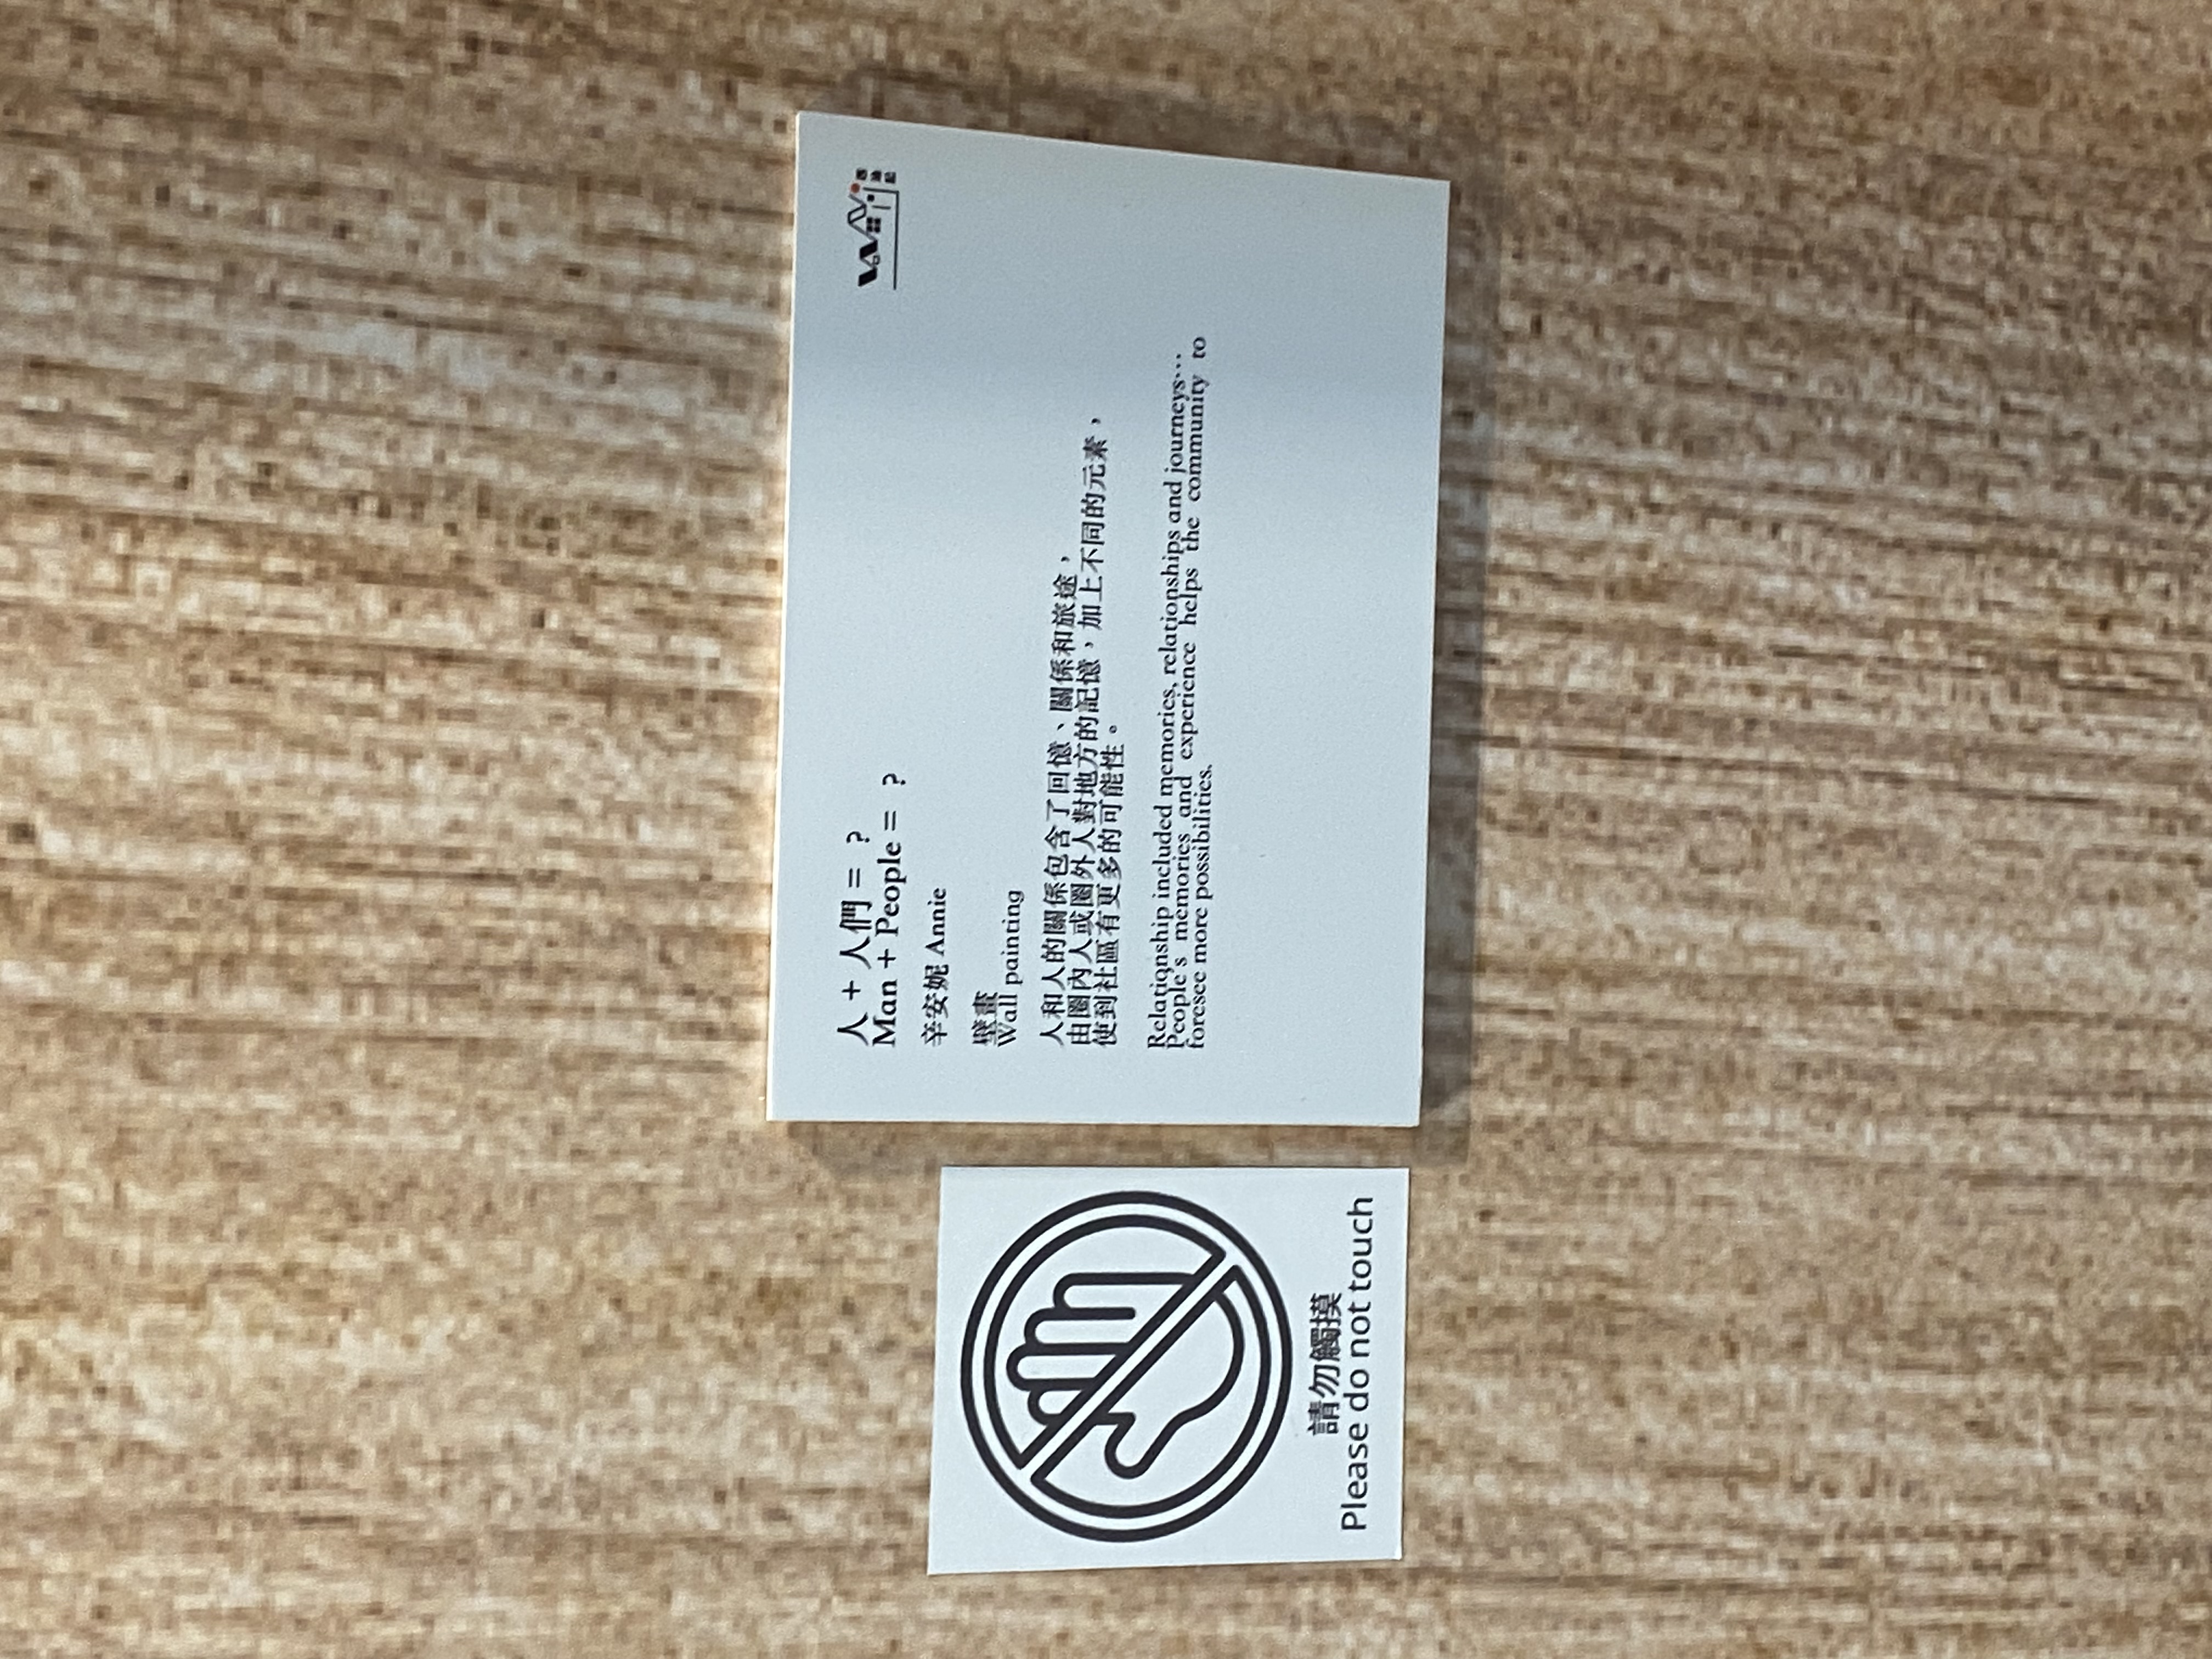 人 + 人們 = ?
Man + People = ?
辛安妮 Annie
壁畫
Wall painting
人和人的關係包含了回憶、關係和旅途，
由圈內人或圈外人對地方的記憶，加上不同的元素，
使到社區有更多的可能性。
Relationship included memories, relationships and journeys⋯
People's memories and experience helps the community to
foresee more possibilities.
請勿觸摸
Please do not touch